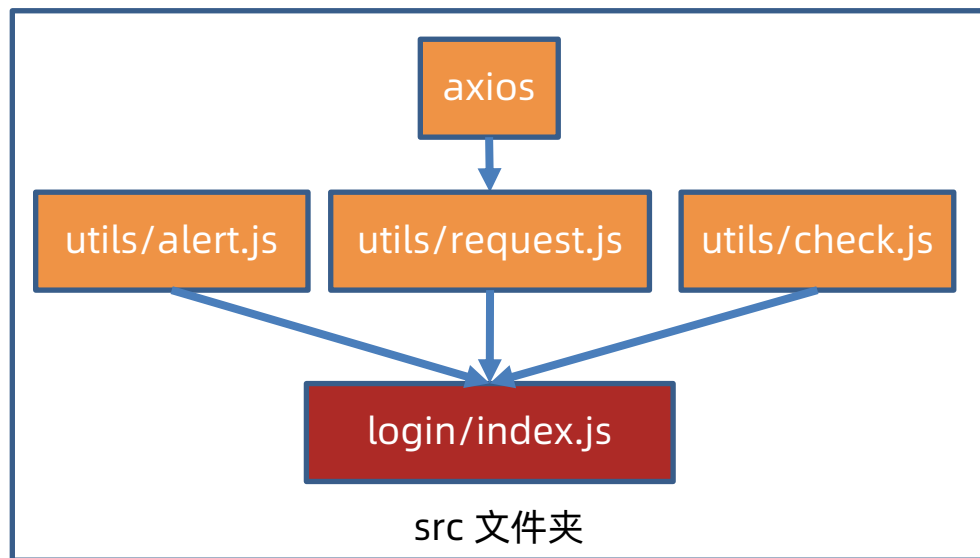 axios
utils/alert.js
utils/request.js
utils/check.js
login/index.js
src 文件夹